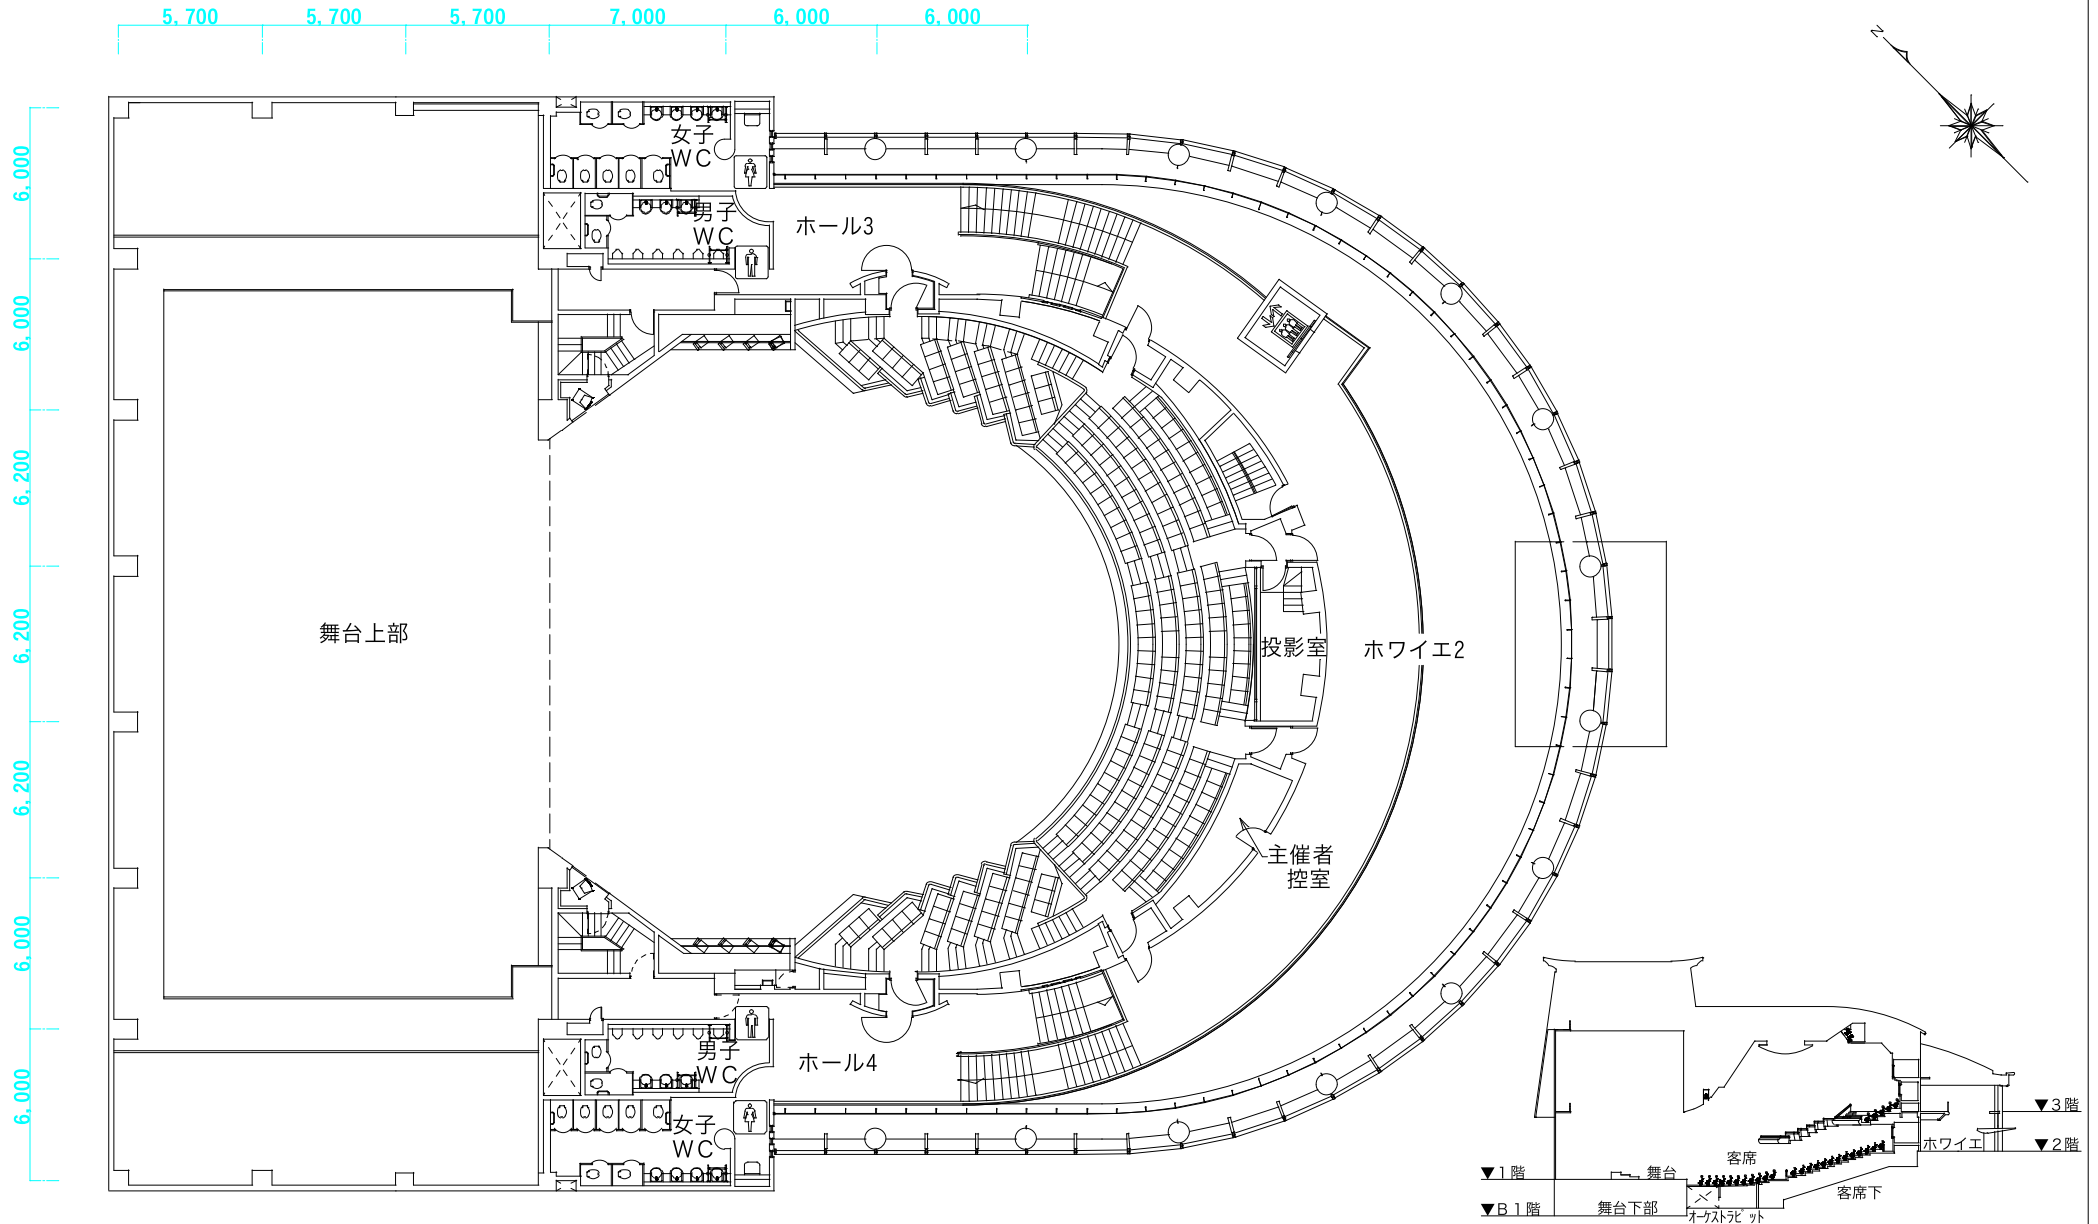 5,700
5,700
5,700
7,000
6,000
6,000
N
6,000
6,000
6,200
6,200
6,200
6,000
6,000
女子
WC
男子
WC
ホール3
舞台上部
投影室
ホワイエ2
主催者
控室
男子
WC
ホール4
女子
WC
▼3階
ホワイエ
▼2階
客席
▼1階
舞台
客席下
▼B1階
舞台下部
オーケストラピット